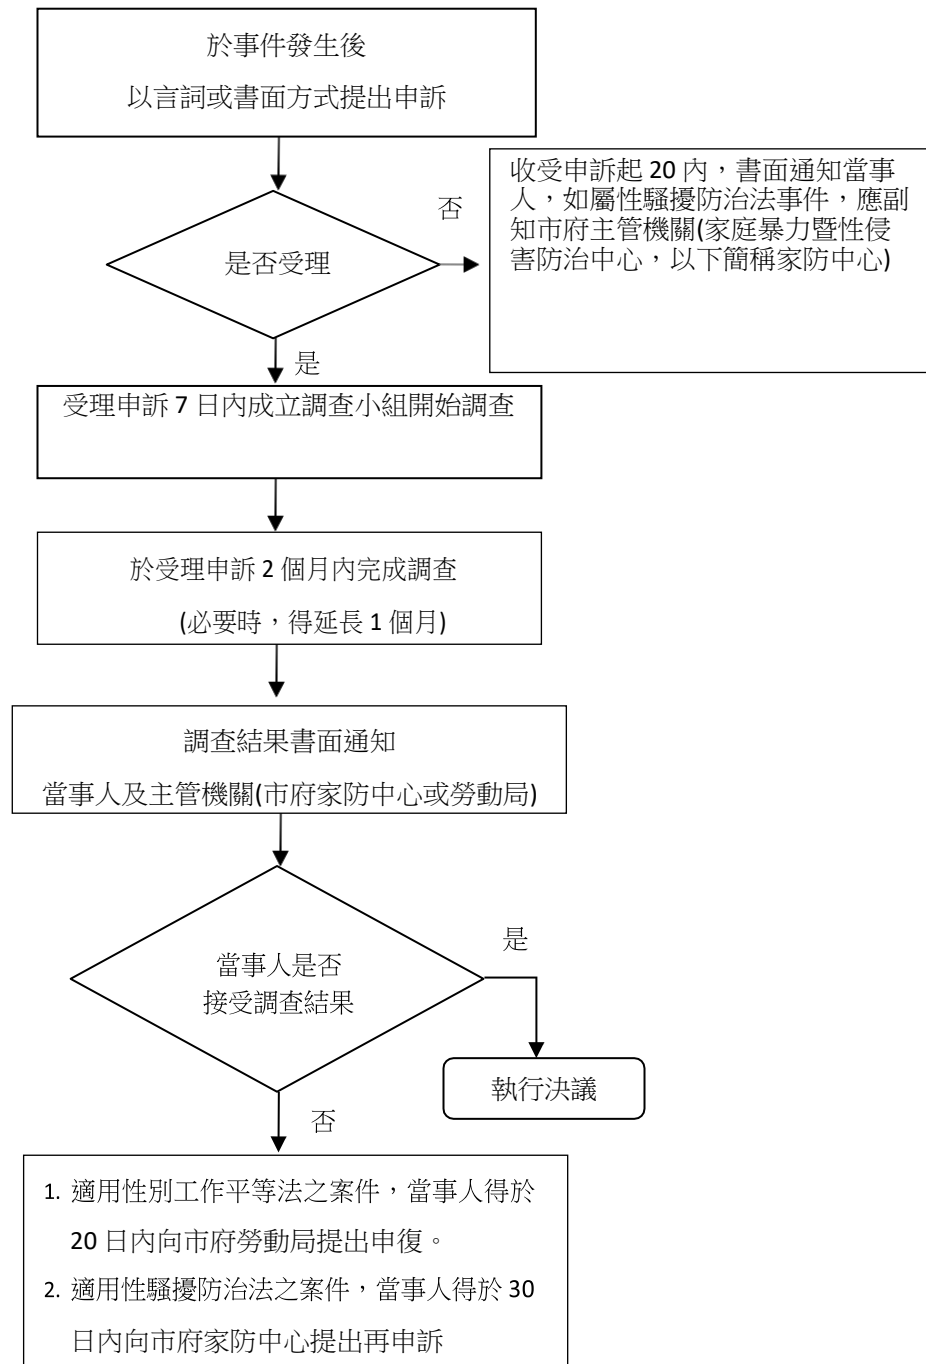 於事件發生後
以言詞或書面方式提出申訴
收受申訴起 20 內，書面通知當事
人，如屬性騷擾防治法事件，應副
知市府主管機關(家庭暴力暨性侵
害防治中心，以下簡稱家防中心)
否
是否受理
是
受理申訴 7 日內成立調查小組開始調查
於受理申訴 2 個月內完成調查
(必要時，得延長 1 個月)
調查結果書面通知
當事人及主管機關(市府家防中心或勞動局)
是
當事人是否
接受調查結果
執行決議
否
1. 適用性別工作平等法之案件，當事人得於
20 日內向市府勞動局提出申復。
2. 適用性騷擾防治法之案件，當事人得於 30
日內向市府家防中心提出再申訴